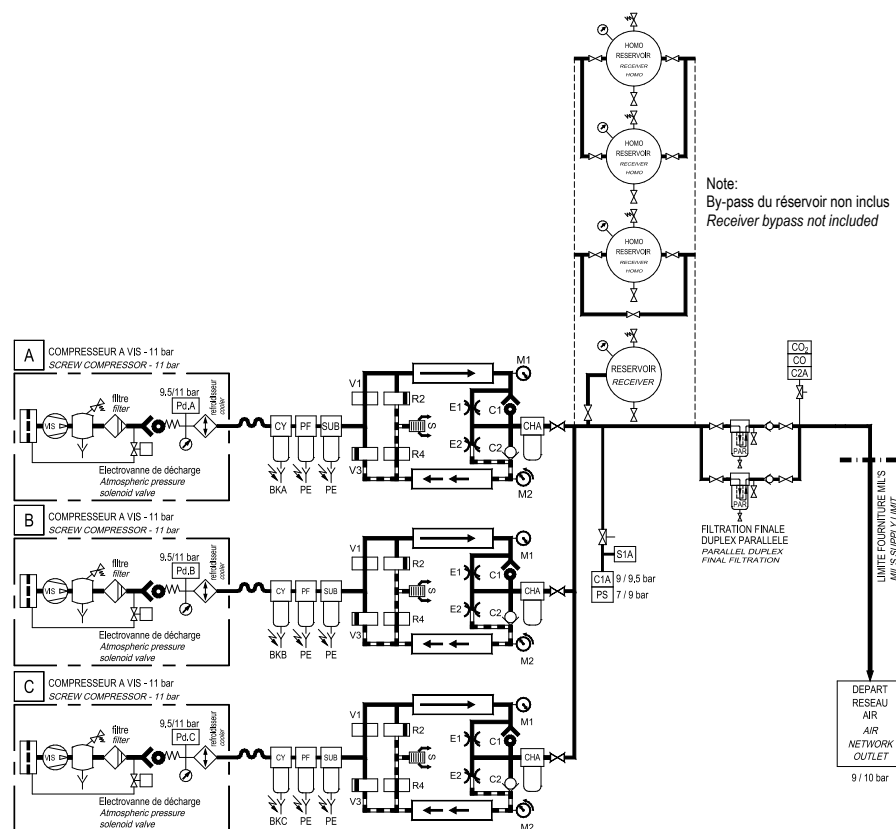 HOMO
RESERVOIR
RECEIVER
HOMO
HOMO
RESERVOIR
RECEIVER
HOMO
HOMO
RESERVOIR
RECEIVER
HOMO
Note:
By-pass du réservoir non inclus
Receiver bypass not included
RESERVOIR
RECEIVER
A
COMPRESSEUR A VIS - 11 bar
SCREW COMPRESSOR - 11 bar
VIS
filtre
filter
9.5/11 bar
Pd.A
refroidisseur
cooler
Electrovanne de décharge
Atmospheric pressure
solenoid valve
CY
PF
SUB
BKA
PE
PE
V1
R2
V3
R4
S
E1
C1
E2
C2
M1
M2
CHA
B
COMPRESSEUR A VIS - 11 bar
SCREW COMPRESSOR - 11 bar
VIS
filtre
filter
9.5/11 bar
Pd.B
refroidisseur
cooler
Electrovanne de décharge
Atmospheric pressure
solenoid valve
CY
PF
SUB
BKB
PE
PE
V1
R2
V3
R4
S
E1
C1
E2
C2
M1
M2
CHA
C
COMPRESSEUR A VIS - 11 bar
SCREW COMPRESSOR - 11 bar
VIS
filtre
filter
9,5/11 bar
Pd.C
refroidisseur
cooler
Electrovanne de décharge
Atmospheric pressure
solenoid valve
CY
PF
SUB
BKC
PE
PE
V1
R2
V3
R4
S
E1
C1
E2
C2
M1
M2
CHA
S1A
C1A 9 / 9,5 bar
PS 7 / 9 bar
CO2
CO
C2A
PAR
PAR
FILTRATION FINALE
DUPLEX PARALLELE
PARALLEL DUPLEX
FINAL FILTRATION
LIMITE FOURNITURE MIL'S
MIL'S SUPPLY LIMIT
DEPART
RESEAU
AIR
AIR
NETWORK
OUTLET
9 / 10 bar